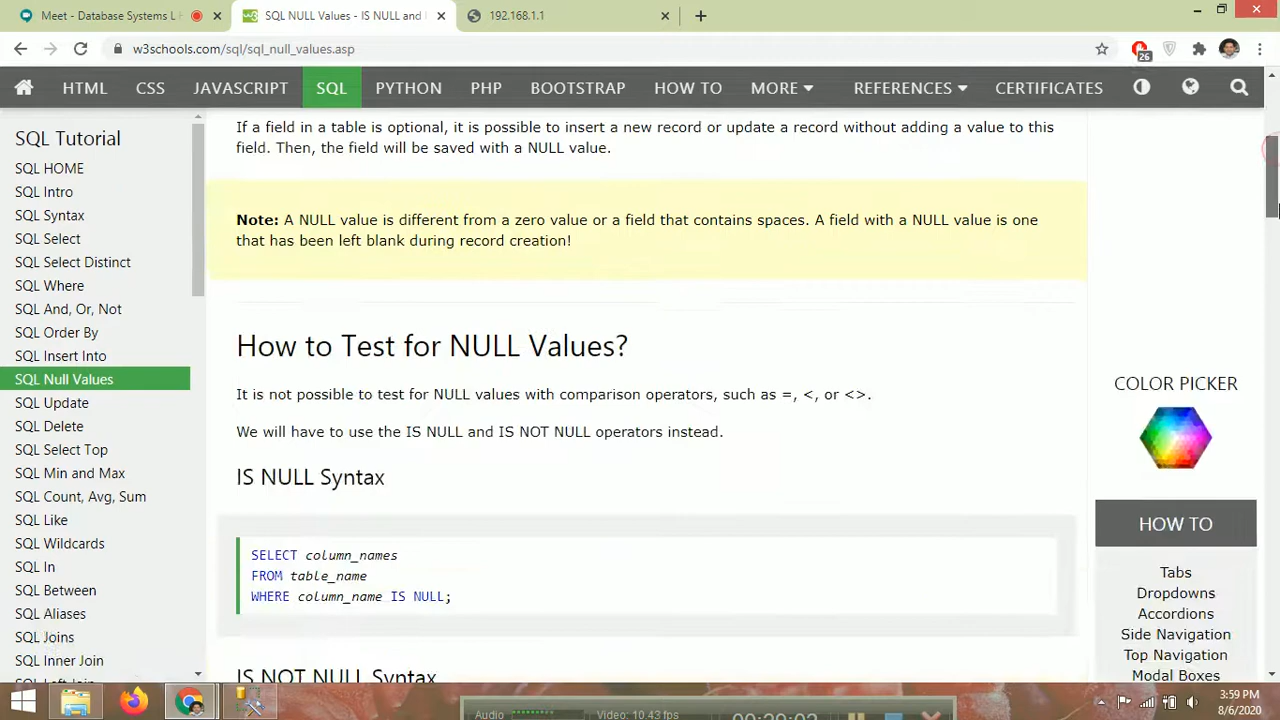 Meet - Database Systems L
SQL NULL Values - IS NULL and
192.168.1.1
w3schools.com/sql/sql_null_values.asp
26
HTML CSS JAVASCRIPT SQL PYTHON PHP BOOTSTRAP HOW TO MORE REFERENCES CERTIFICATES
SQL Tutorial
SQL HOME
SQL Intro
SQL Syntax
SQL Select
SQL Select Distinct
SQL Where
SQL And, Or, Not
SQL Order By
SQL Insert Into
SQL Null Values
SQL Update
SQL Delete
SQL Select Top
SQL Min and Max
SQL Count, Avg, Sum
SQL Like
SQL Wildcards
SQL In
SQL Between
SQL Aliases
SQL Joins
SQL Inner Join
SQL Left Join
If a field in a table is optional, it is possible to insert a new record or update a record without adding a value to this
field. Then, the field will be saved with a NULL value.
Note: A NULL value is different from a zero value or a field that contains spaces. A field with a NULL value is one
that has been left blank during record creation!
How to Test for NULL Values?
It is not possible to test for NULL values with comparison operators, such as =, <, or <>.
We will have to use the IS NULL and IS NOT NULL operators instead.
IS NULL Syntax
SELECT column_names
FROM table_name
WHERE column_name IS NULL;
IS NOT NULL Syntax
COLOR PICKER
HOW TO
Tabs
Dropdowns
Accordions
Side Navigation
Top Navigation
Modal Boxes
Audio
Video: 10.43 fps
00:29:02
3:59 PM
8/6/2020